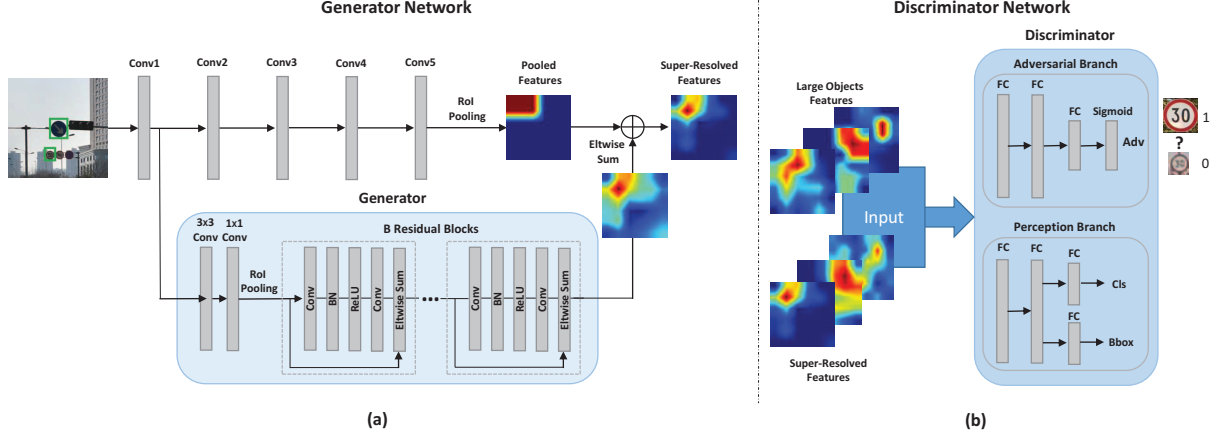 Generator Network
Conv1
Conv2
Conv3
Conv4
Conv5
RoI
Pooling
Pooled
Features
Eltwise
Sum
Super-Resolved
Features
Generator
3x3
Conv
1x1
Conv
RoI
Pooling
B Residual Blocks
Conv
BN
ReLU
Conv
Eltwise Sum
Conv
BN
ReLU
Conv
Eltwise Sum
(a)
Discriminator Network
Large Objects
Features
Super-Resolved
Features
Input
Discriminator
Adversarial Branch
FC
FC
FC
Sigmoid
Adv
Perception Branch
FC
FC
FC
Cls
FC
Bbox
30
1
?
30
0
(b)